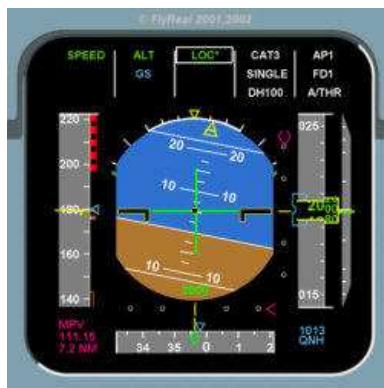 © FlyReal 2001,2002
SPEED ALT LOC* CAT3 AP1
GS SINGLE FD1
DH100 A/THR
220 025
20 20
200
10 10
180 20
160
10 10
140 015
MPV
111.15
7.2 NM
1013
QNH
34 35 0 1 2